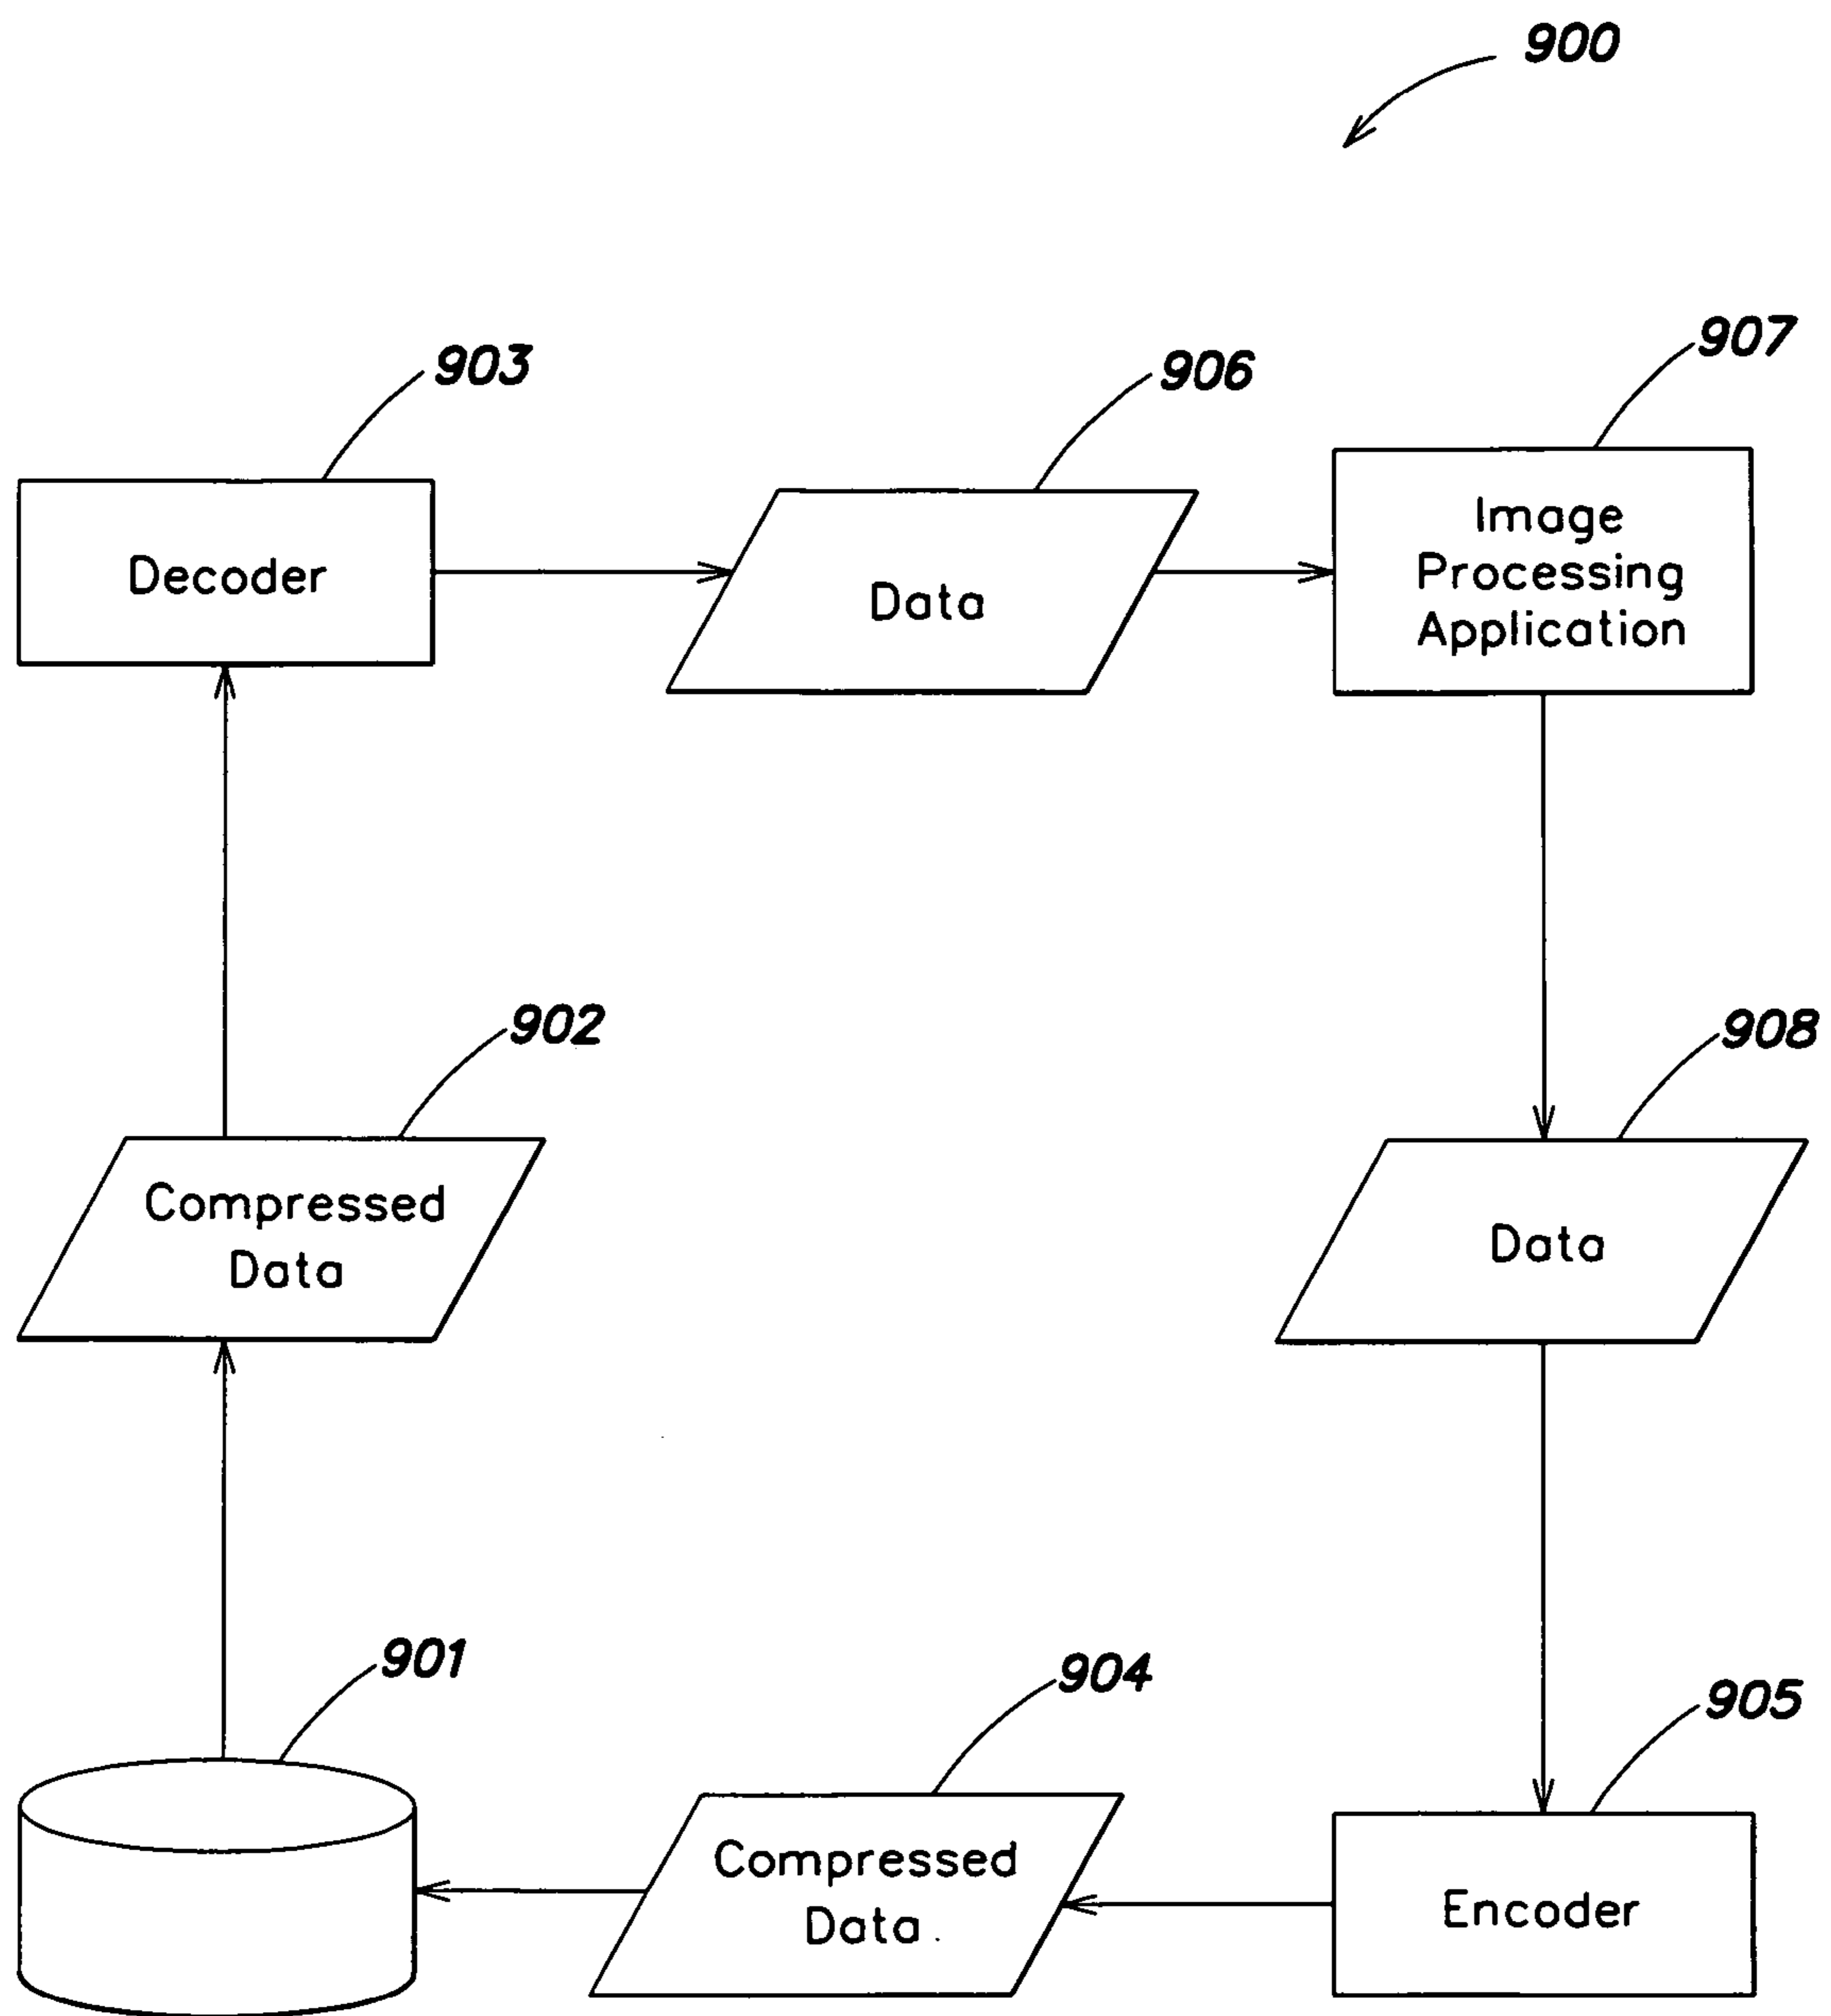 900
903
906
907
Decoder
Data
Image
Processing
Application
902
908
Compressed
Data
Data
901
904
905
Compressed
Data.
Encoder